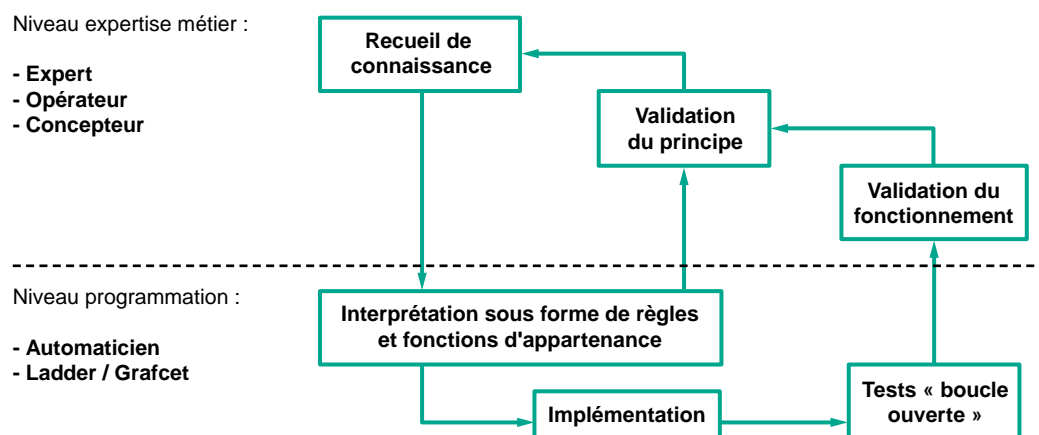 Niveau expertise métier :
- Expert
- Opérateur
- Concepteur
Recueil de
connaissance
Validation
du principe
Validation du
fonctionnement
Niveau programmation :
- Automaticien
- Ladder / Grafcet
Interprétation sous forme de règles
et fonctions d'appartenance
Implémentation
Tests « boucle
ouverte »